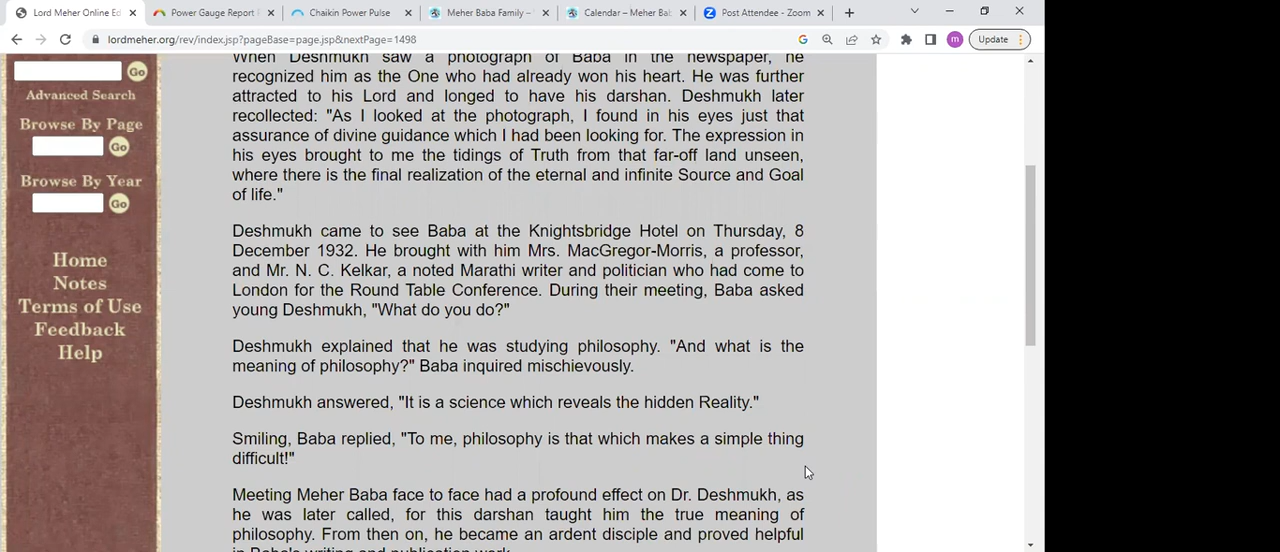 Lord Meher Online Ed
Power Gauge Report
Chaikin Power Pulse
Meher Baba Family –
Calendar – Meher Bab
Post Attendee - Zoom
lordmeher.org/rev/index.jsp?pageBase=page.jsp&nextPage=1498
m
Update
Go
Advanced Search
Browse By Page
Go
Browse By Year
Go
Home
Notes
Terms of Use
Feedback
Help
When Deshmukh saw a photograph of Baba in the newspaper, he
recognized him as the One who had already won his heart. He was further
attracted to his Lord and longed to have his darshan. Deshmukh later
recollected: "As I looked at the photograph, I found in his eyes just that
assurance of divine guidance which I had been looking for. The expression in
his eyes brought to me the tidings of Truth from that far-off land unseen,
where there is the final realization of the eternal and infinite Source and Goal
of life."
Deshmukh came to see Baba at the Knightsbridge Hotel on Thursday, 8
December 1932. He brought with him Mrs. MacGregor-Morris, a professor,
and Mr. N. C. Kelkar, a noted Marathi writer and politician who had come to
London for the Round Table Conference. During their meeting, Baba asked
young Deshmukh, "What do you do?"
Deshmukh explained that he was studying philosophy. "And what is the
meaning of philosophy?" Baba inquired mischievously.
Deshmukh answered, "It is a science which reveals the hidden Reality."
Smiling, Baba replied, "To me, philosophy is that which makes a simple thing
difficult!"
Meeting Meher Baba face to face had a profound effect on Dr. Deshmukh, as
he was later called, for this darshan taught him the true meaning of
philosophy. From then on, he became an ardent disciple and proved helpful
in Baba's writing and publication work.